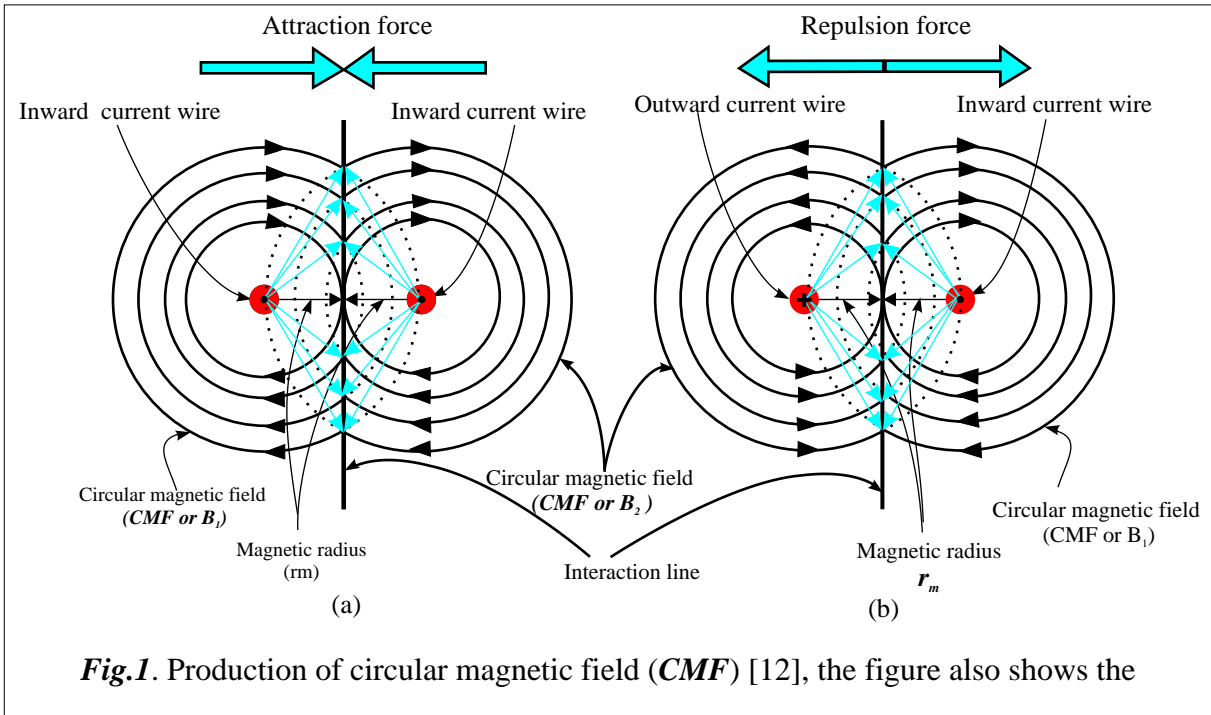 Attraction force
Repulsion force
Inward current wire
Inward current wire
Outward current wire
Inward current wire
Circular magnetic field
(CMF or B₁)
Magnetic radius
(rm)
Circular magnetic field
(CMF or B₂ )
Interaction line
Magnetic radius
rₘ
Circular magnetic field
(CMF or B₁)
(a)
(b)
Fig.1. Production of circular magnetic field (CMF) [12], the figure also shows the